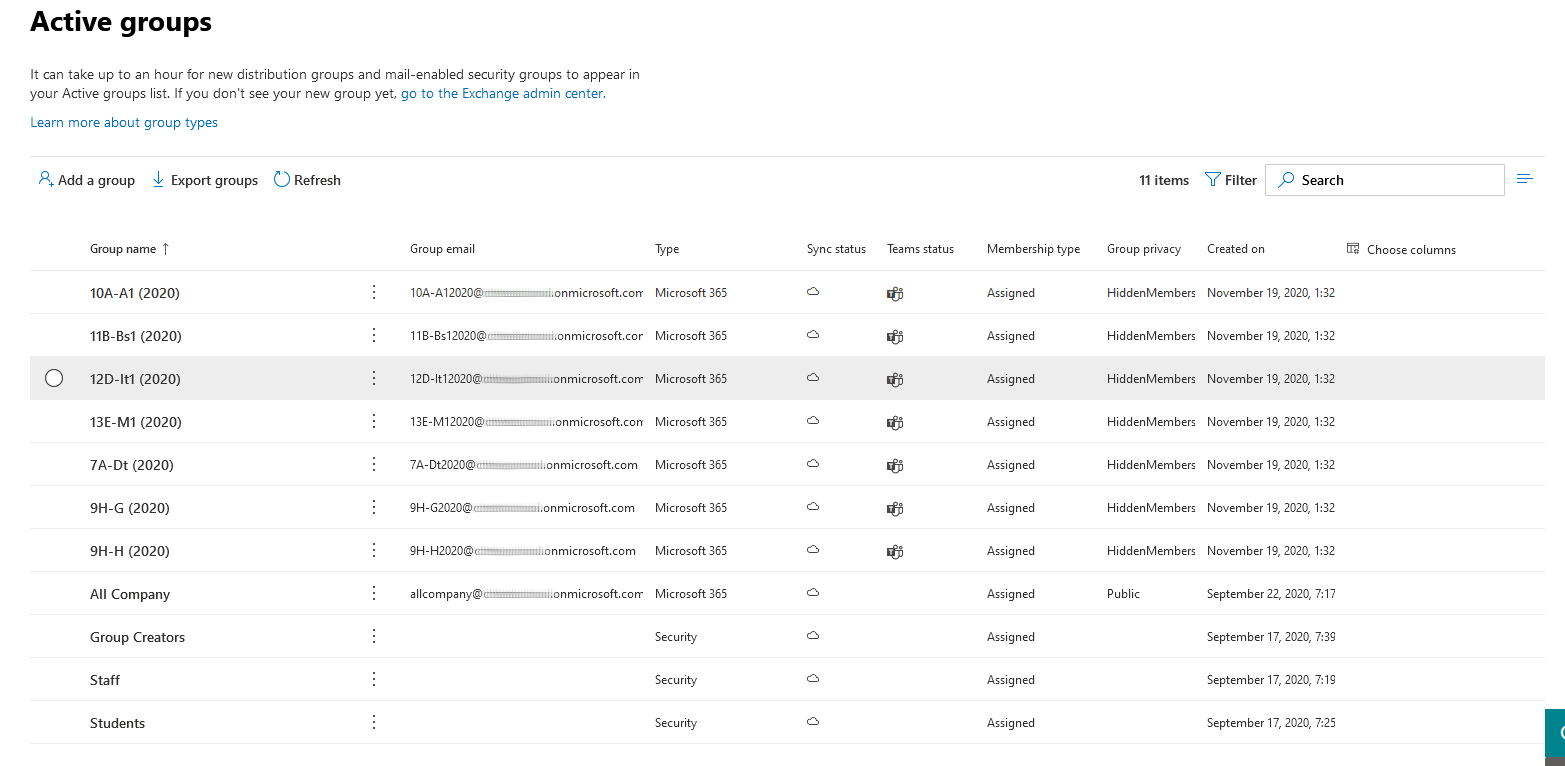 Active groups
It can take up to an hour for new distribution groups and mail-enabled security groups to appear in
your Active groups list. If you don't see your new group yet, go to the Exchange admin center.
Learn more about group types
Add a group Export groups Refresh 11 items Filter Search
Group name ↑ Group email Type Sync status Teams status Membership type Group privacy Created on Choose columns
10A-A1 (2020) 10A-A12020@ .onmicrosoft.com Microsoft 365 Assigned HiddenMembers November 19, 2020, 1:32
11B-Bs1 (2020) 11B-Bs12020@ .onmicrosoft.cor Microsoft 365 Assigned HiddenMembers November 19, 2020, 1:32
12D-It1 (2020) 12D-It12020@ .onmicrosoft.com Microsoft 365 Assigned HiddenMembers November 19, 2020, 1:32
13E-M1 (2020) 13E-M12020@ .onmicrosoft.com Microsoft 365 Assigned HiddenMembers November 19, 2020, 1:32
7A-Dt (2020) 7A-Dt2020@ .onmicrosoft.com Microsoft 365 Assigned HiddenMembers November 19, 2020, 1:32
9H-G (2020) 9H-G2020@ .onmicrosoft.com Microsoft 365 Assigned HiddenMembers November 19, 2020, 1:32
9H-H (2020) 9H-H2020@ .onmicrosoft.com Microsoft 365 Assigned HiddenMembers November 19, 2020, 1:32
All Company allcompany@ .onmicrosoft.com Microsoft 365 Assigned Public September 22, 2020, 7:17
Group Creators Security Assigned September 17, 2020, 7:39
Staff Security Assigned September 17, 2020, 7:19
Students Security Assigned September 17, 2020, 7:25